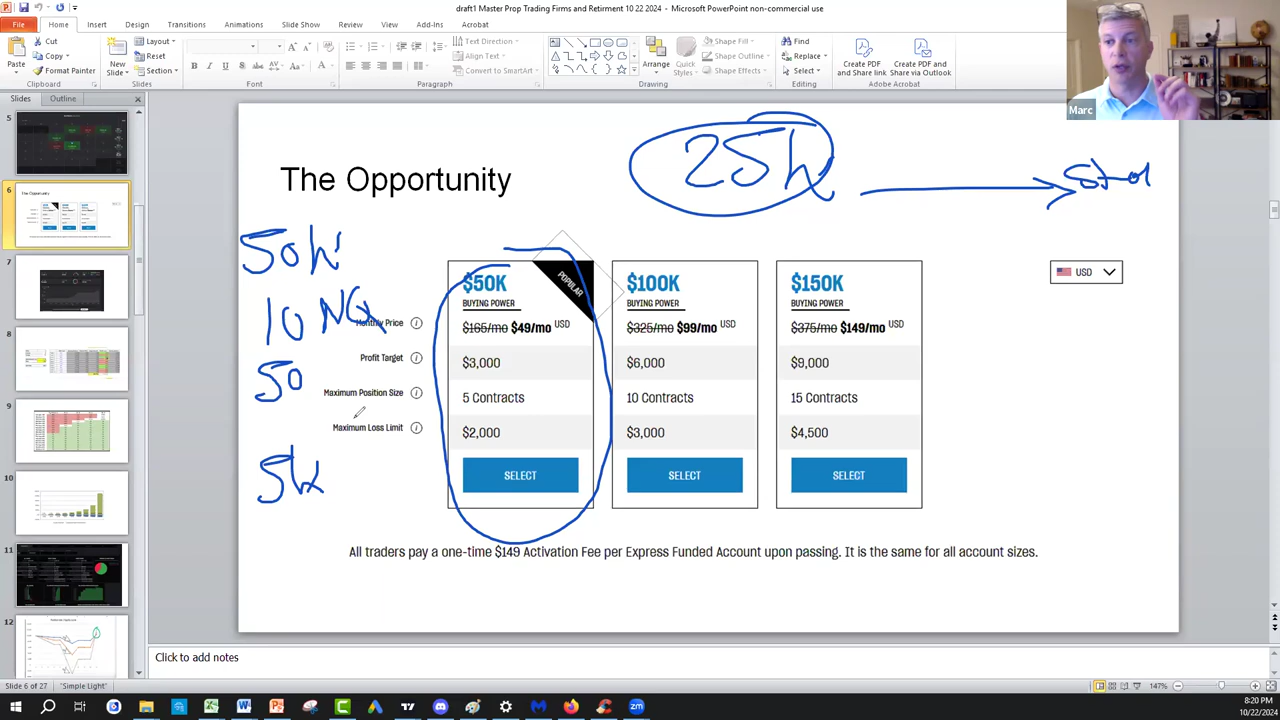 draft1 Master Prop Trading Firms and Retirment 10 22 2024 - Microsoft PowerPoint non-commercial use
File Home Insert Design Transitions Animations Slide Show Review View Add-Ins Acrobat
Cut
Copy
Format Painter
Paste
Clipboard
New Slide
Layout
Reset
Section
Slides
Font
Text Direction
Align Text
Convert to SmartArt
Paragraph
Arrange
Quick Styles
Shape Fill
Shape Outline
Shape Effects
Drawing
Find
Replace
Select
Editing
Create PDF and Share link
Create PDF and Share via Outlook
Adobe Acrobat
Marc
Slides Outline
5
6
7
8
9
10
11
12
The Opportunity
POPULAR
$50K $100K $150K
BUYING POWER BUYING POWER BUYING POWER
USD
Monthly Price $165/mo $49/mo USD $325/mo $99/mo USD $375/mo $149/mo USD
Profit Target $3,000 $6,000 $9,000
Maximum Position Size 5 Contracts 10 Contracts 15 Contracts
Maximum Loss Limit $2,000 $3,000 $4,500
SELECT SELECT SELECT
All traders pay a one-time $149 Activation Fee per Express Funded Account upon passing. It is the same for all account sizes.
10 NQ
50
Click to add notes
Slide 6 of 27 "Simple Light" 147%
8:20 PM
10/22/2024